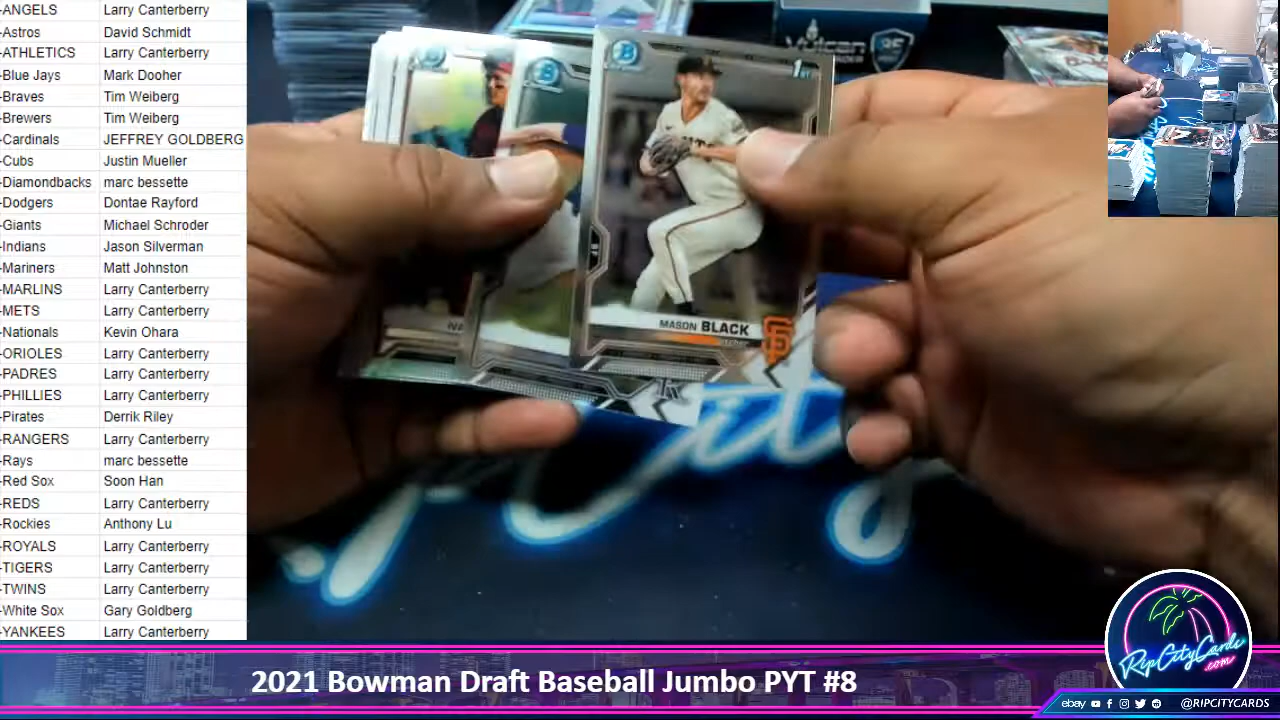 -ANGELS Larry Canterberry
-Astros David Schmidt
-ATHLETICS Larry Canterberry
-Blue Jays Mark Dooher
-Braves Tim Weiberg
-Brewers Tim Weiberg
-Cardinals JEFFREY GOLDBERG
-Cubs Justin Mueller
-Diamondbacks marc bessette
-Dodgers Dontae Rayford
-Giants Michael Schroder
-Indians Jason Silverman
-Mariners Matt Johnston
-MARLINS Larry Canterberry
-METS Larry Canterberry
-Nationals Kevin Ohara
-ORIOLES Larry Canterberry
-PADRES Larry Canterberry
-PHILLIES Larry Canterberry
-Pirates Derrik Riley
-RANGERS Larry Canterberry
-Rays marc bessette
-Red Sox Soon Han
-REDS Larry Canterberry
-Rockies Anthony Lu
-ROYALS Larry Canterberry
-TIGERS Larry Canterberry
-TWINS Larry Canterberry
-White Sox Gary Goldberg
-YANKEES Larry Canterberry
Vulcan
1ST
MASON BLACK
SF
2021 Bowman Draft Baseball Jumbo PYT #8
RipCityCards
.com
ebay @RIPCITYCARDS